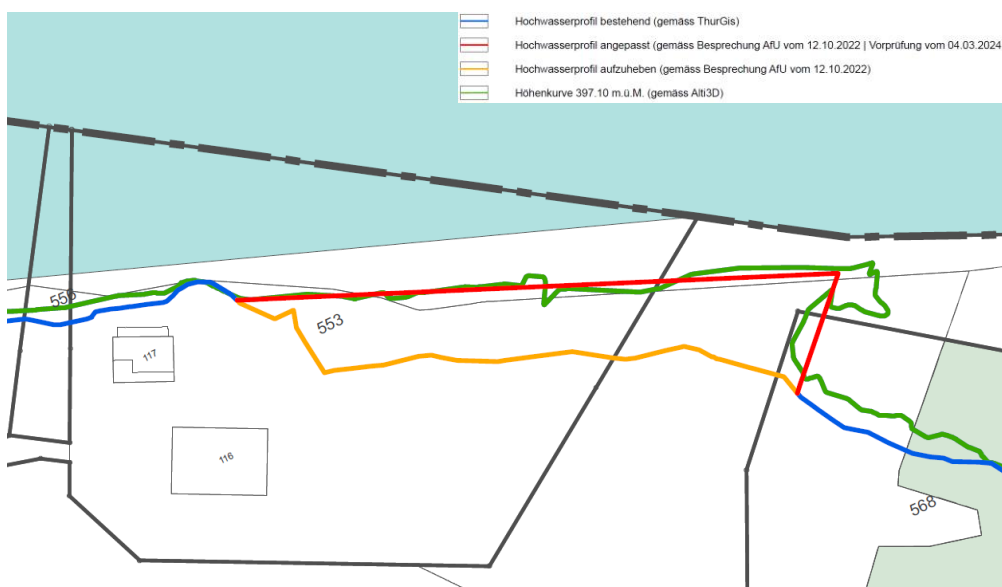 Hochwasserprofil bestehend (gemäss ThurGis)
Hochwasserprofil angepasst (gemäss Besprechung AfU vom 12.10.2022 | Vorprüfung vom 04.03.2024
Hochwasserprofil aufzuheben (gemäss Besprechung AfU vom 12.10.2022)
Höhenkurve 397.10 m.ü.M. (gemäss Alti3D)
553
117
116
568